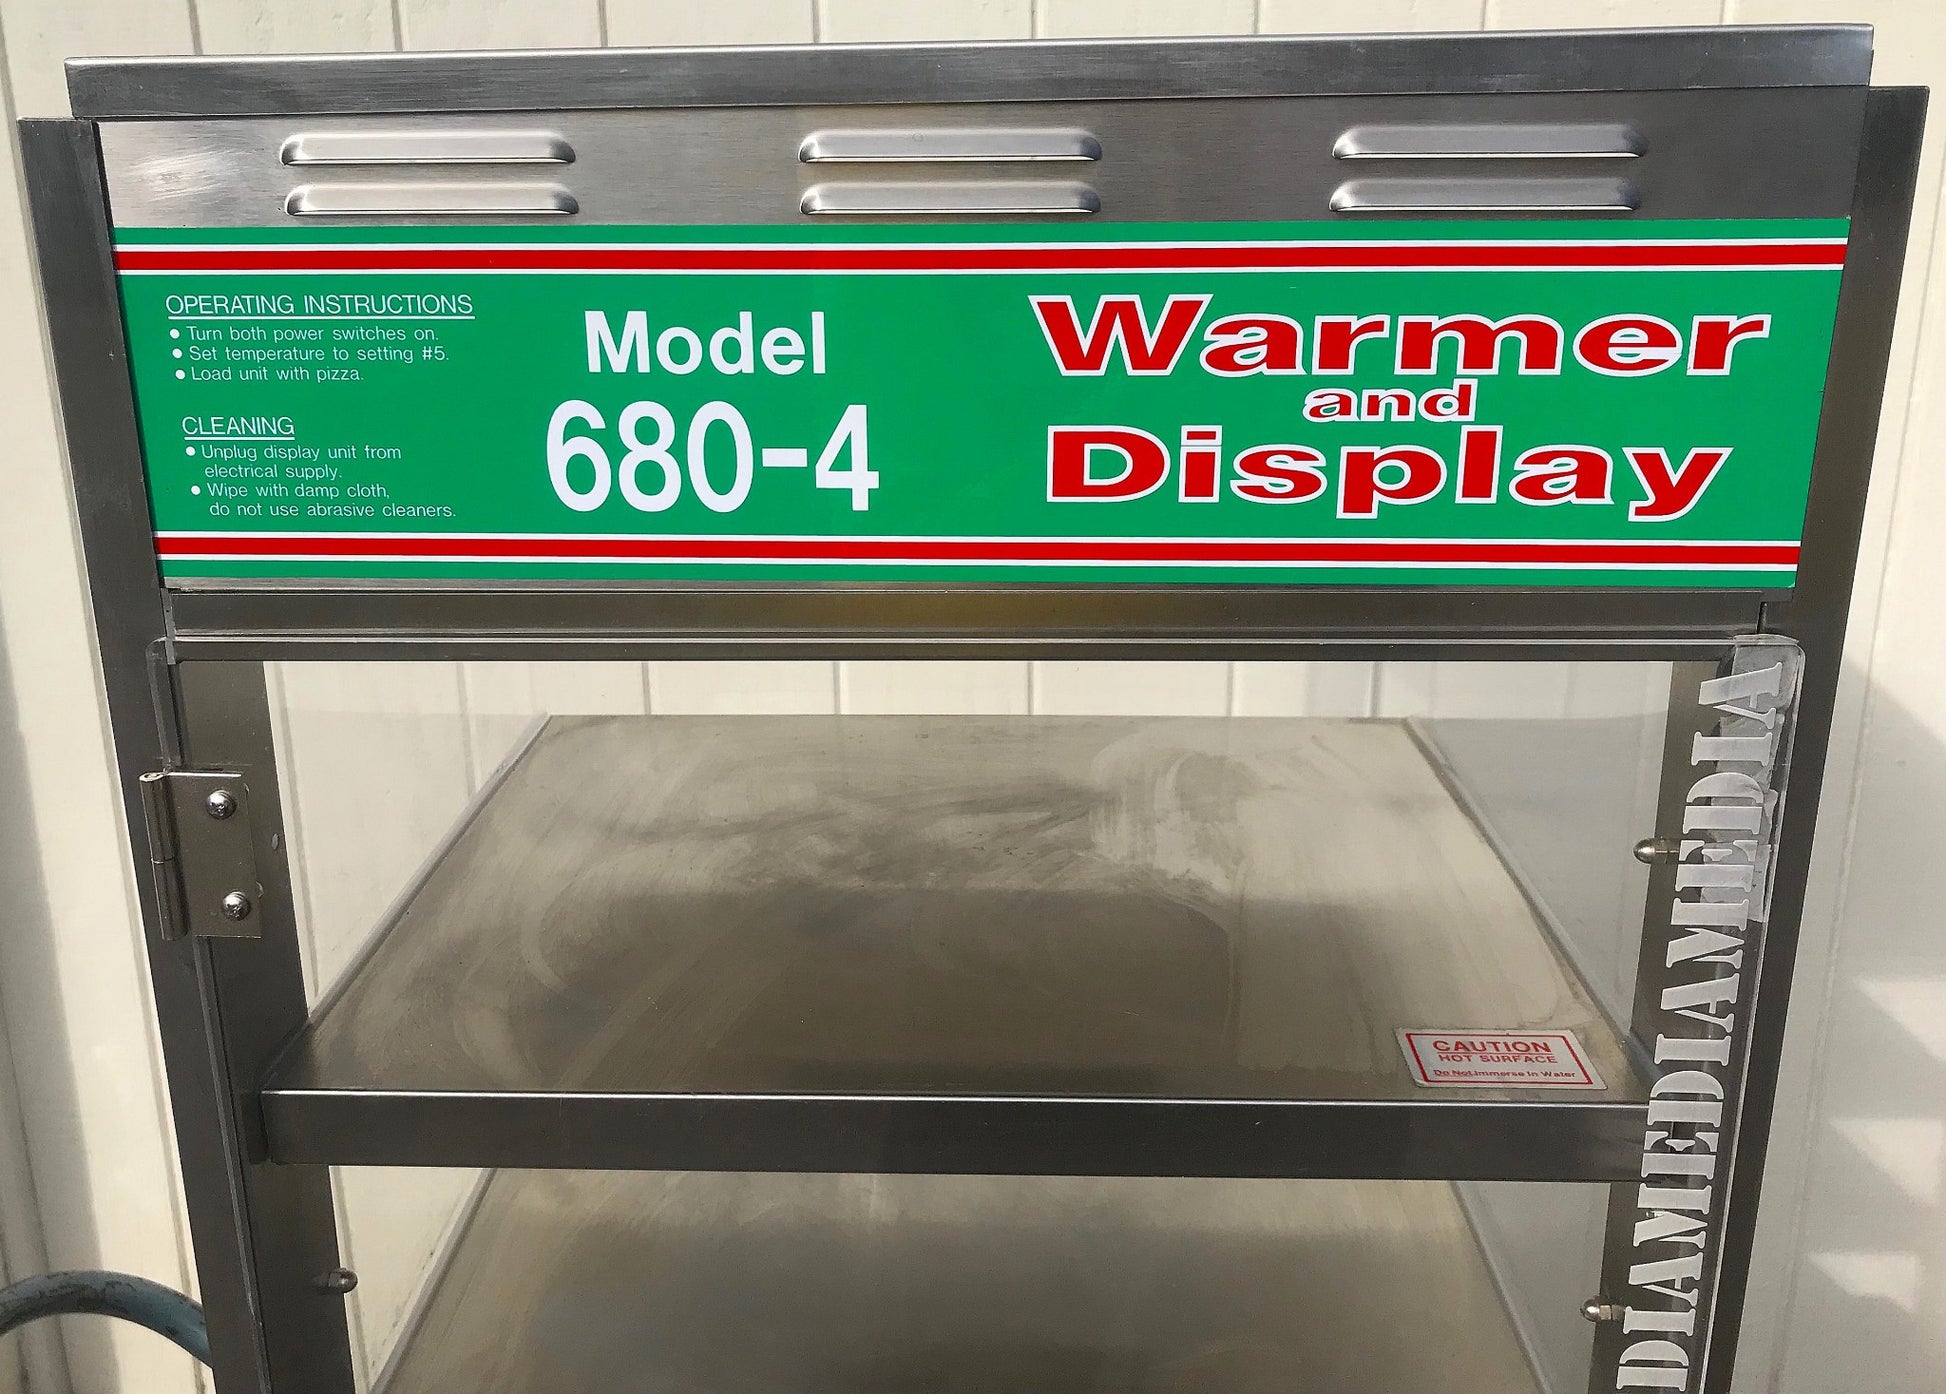 OPERATING INSTRUCTIONS
● Turn both power switches on.
● Set temperature to setting #5.
● Load unit with pizza.
CLEANING
● Unplug display unit from
electrical supply.
● Wipe with damp cloth,
do not use abrasive cleaners.
Model
680-4
Warmer
and
Display
CAUTION
HOT SURFACE
Do Not Immerse In Water
DIAMEDIAMEDIAMEDIA